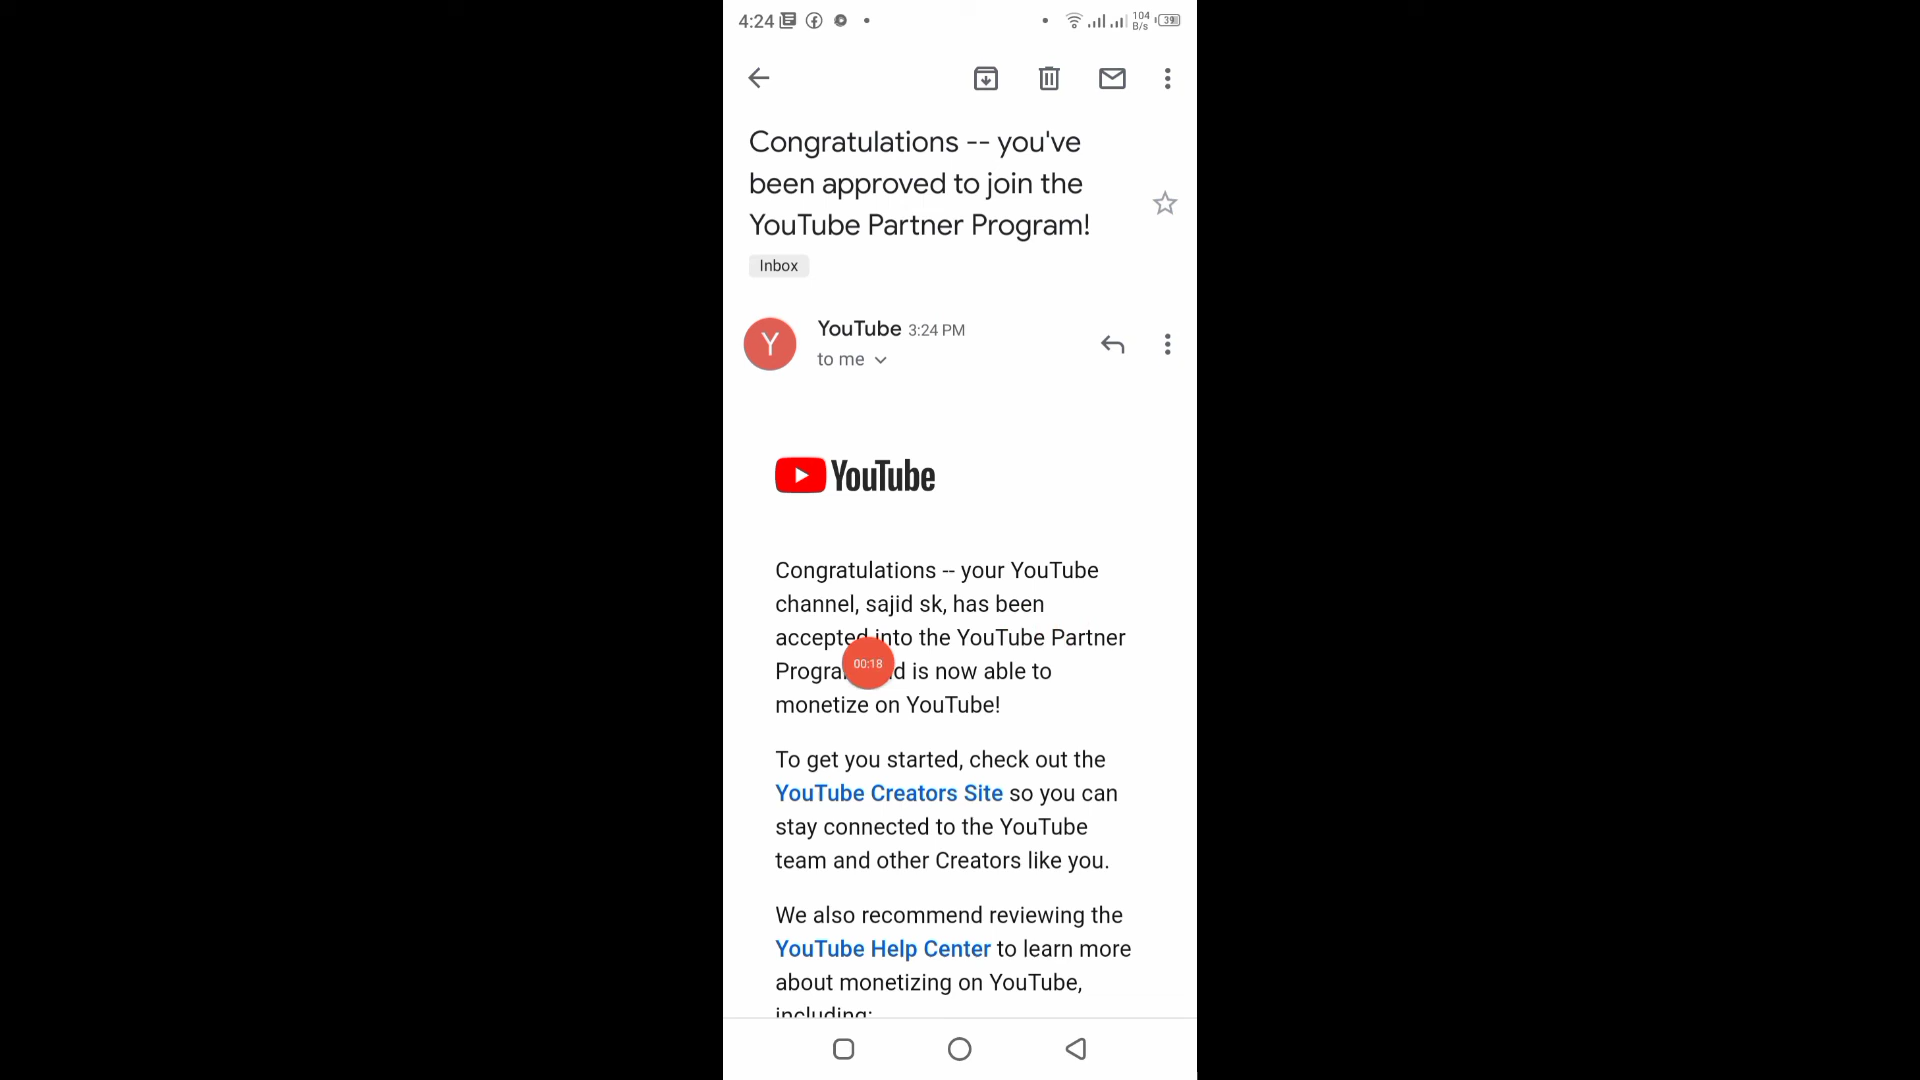 4:24
104
B/s
39
Congratulations -- you've
been approved to join the
YouTube Partner Program!
Inbox
Y
YouTube 3:24 PM
to me
YouTube
Congratulations -- your YouTube
channel, sajid sk, has been
accepted into the YouTube Partner
00:18
is now able to
monetize on YouTube!
To get you started, check out the
YouTube Creators Site so you can
stay connected to the YouTube
team and other Creators like you.
We also recommend reviewing the
YouTube Help Center to learn more
about monetizing on YouTube,
including: